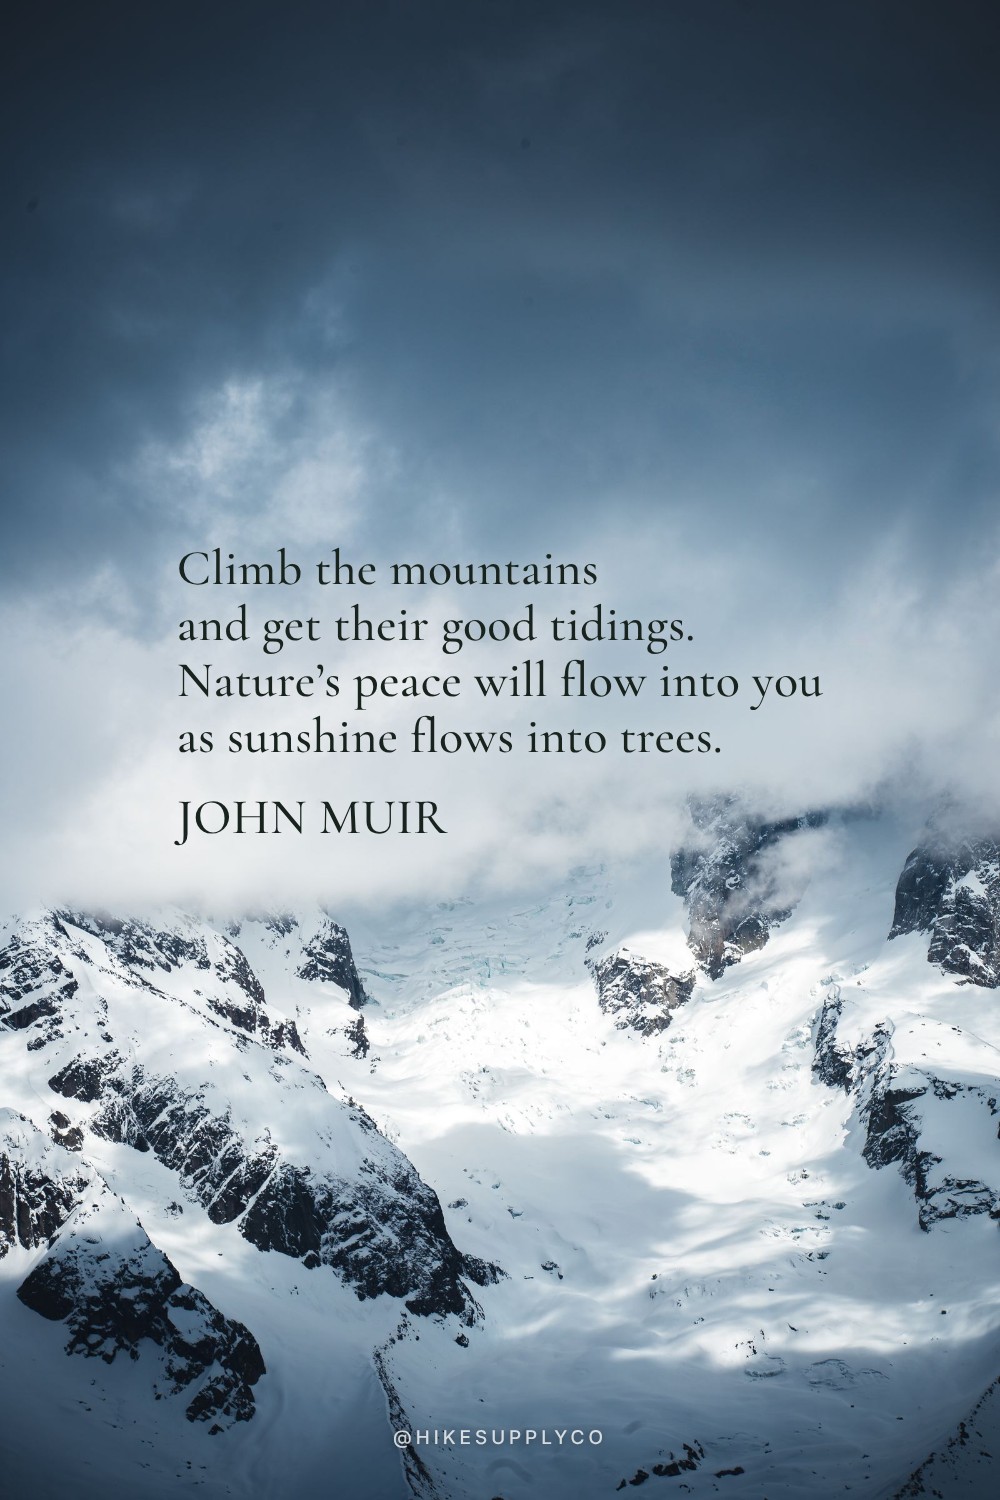 Climb the mountains
and get their good tidings.
Nature’s peace will flow into you
as sunshine flows into trees.
JOHN MUIR
@HIKESUPPLYCO